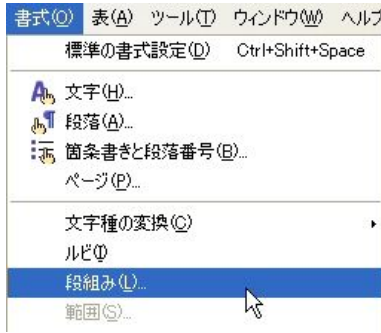 書式(O) 表(A) ツール(T) ウィンドウ(W) ヘルプ
標準の書式設定(D) Ctrl+Shift+Space
文字(H)...
段落(A)...
箇条書きと段落番号(B)...
ページ(P)...
文字種の変換(C)
ルビ(I)
段組み(L)...
範囲(S)...